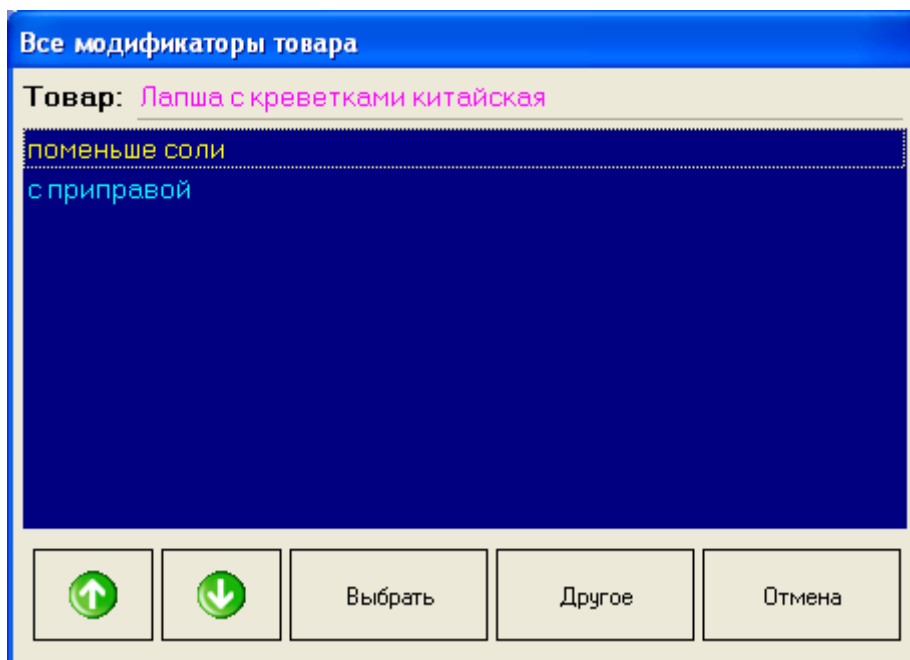 Все модификаторы товара
Товар: Лапша с креветками китайская
поменьше соли
с приправой
Выбрать Другое Отмена